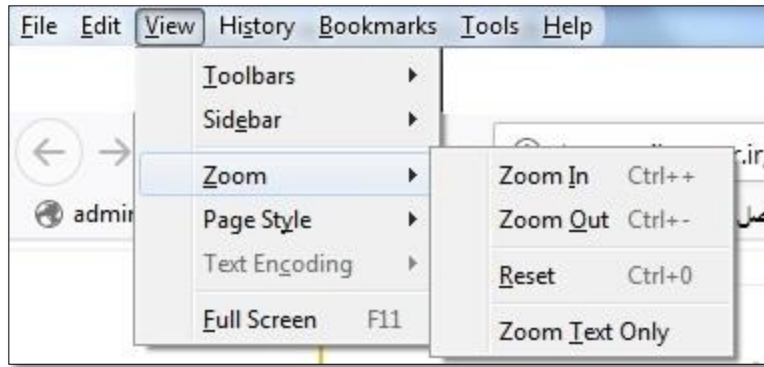 File Edit View History Bookmarks Tools Help
Toolbars
Sidebar
Zoom
Page Style
Text Encoding
Full Screen F11
Zoom In Ctrl++
Zoom Out Ctrl+-
Reset Ctrl+0
Zoom Text Only
admin